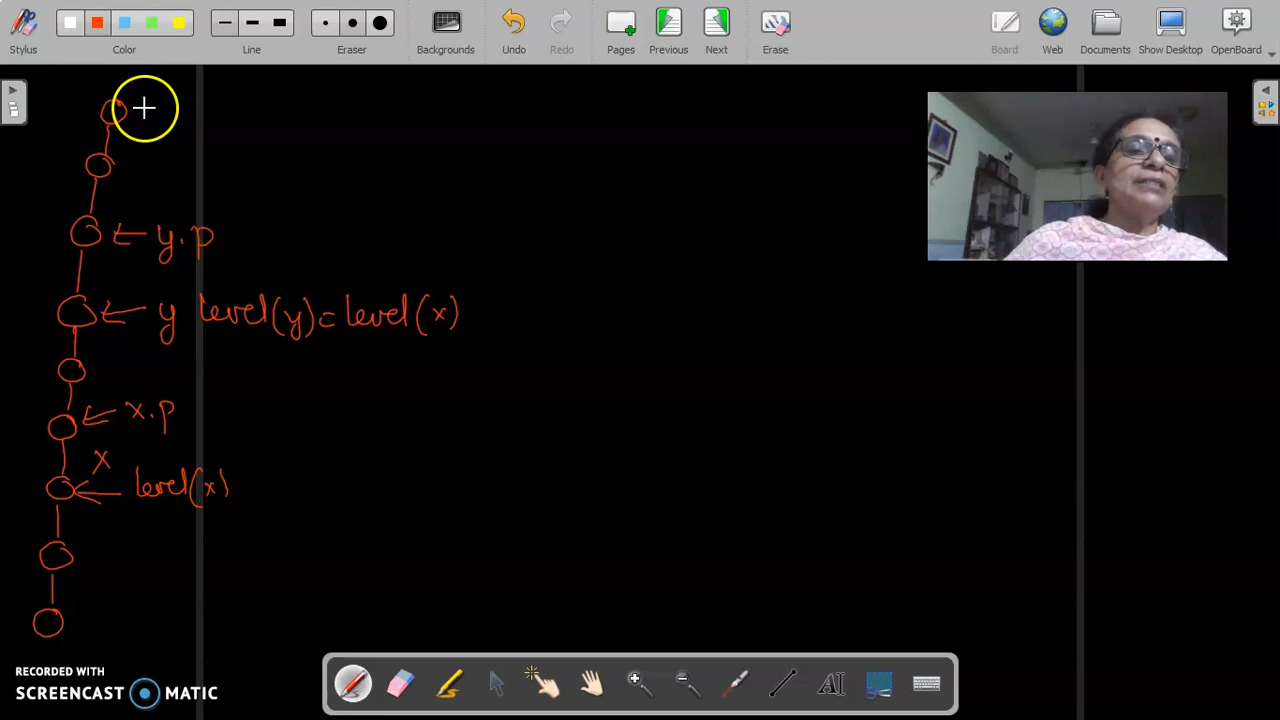 Stylus
Color
Line
Eraser
Backgrounds
Undo
Redo
Pages
Previous
Next
Erase
Board
Web
Documents
Show Desktop
OpenBoard
y.p
y level(y)=level(x)
x.p
x
level(x)
RECORDED WITH
SCREENCAST MATIC
AI